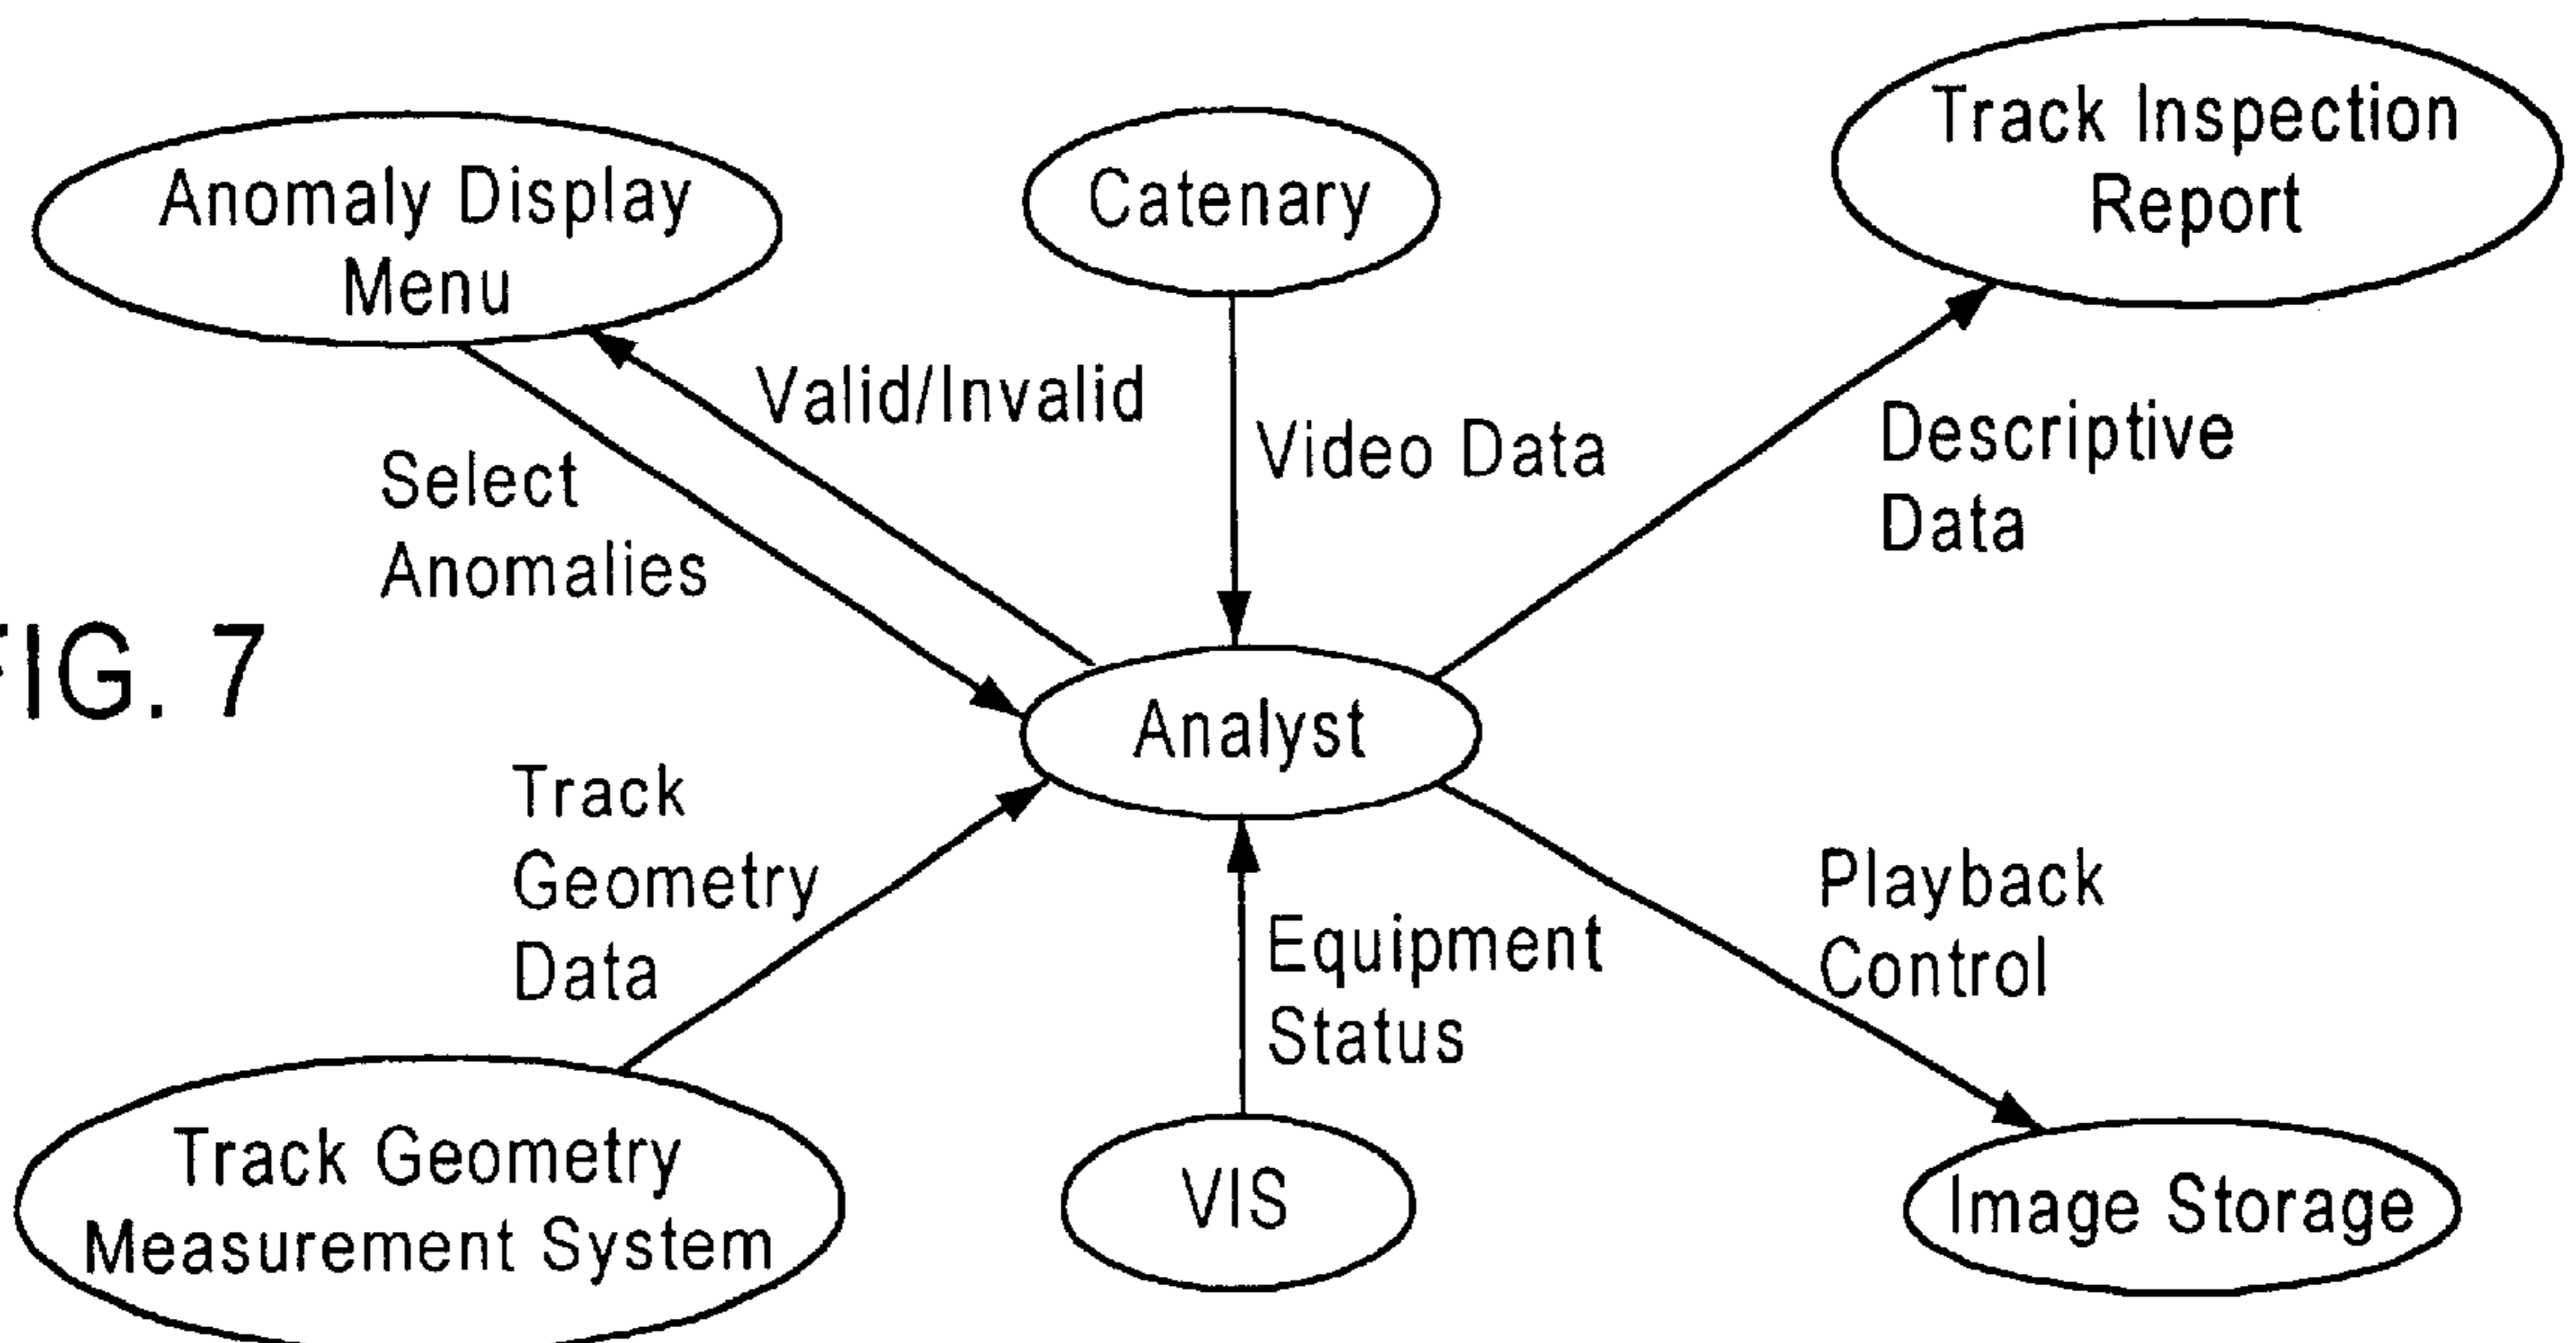 Anomaly Display
Menu
Catenary
Track Inspection
Report
Valid/Invalid
Select
Anomalies
Video Data
Descriptive
Data
FIG. 7
Analyst
Track
Geometry
Data
Equipment
Status
Playback
Control
Track Geometry
Measurement System
VIS
Image Storage